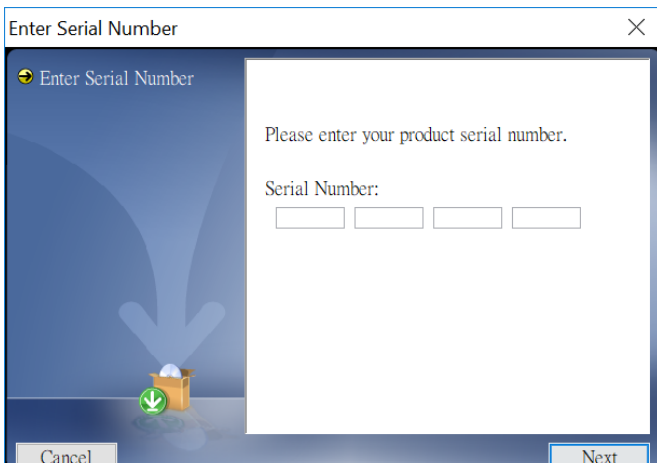 Enter Serial Number
Enter Serial Number
Please enter your product serial number.
Serial Number:
Cancel
Next